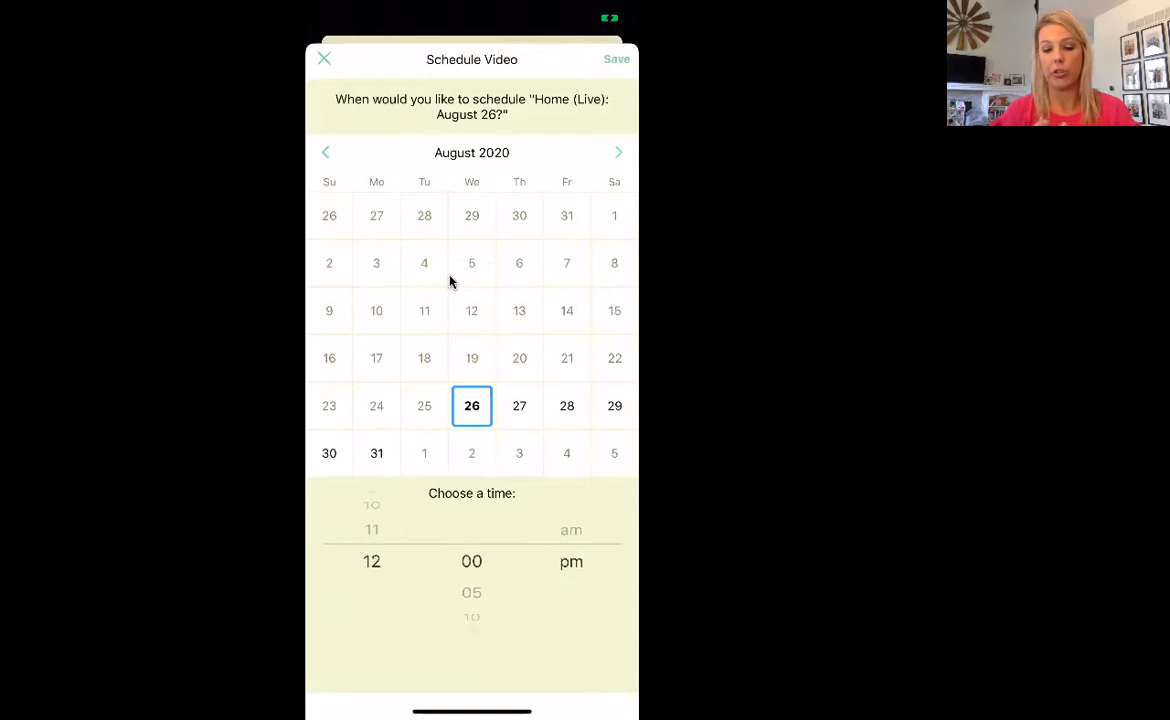 Schedule Video
Save
When would you like to schedule "Home (Live):
August 26?"
August 2020
Su Mo Tu We Th Fr Sa
26 27 28 29 30 31 1
2 3 4 5 6 7 8
9 10 11 12 13 14 15
16 17 18 19 20 21 22
23 24 25 26 27 28 29
30 31 1 2 3 4 5
Choose a time:
10
11 am
12 00 pm
05
10